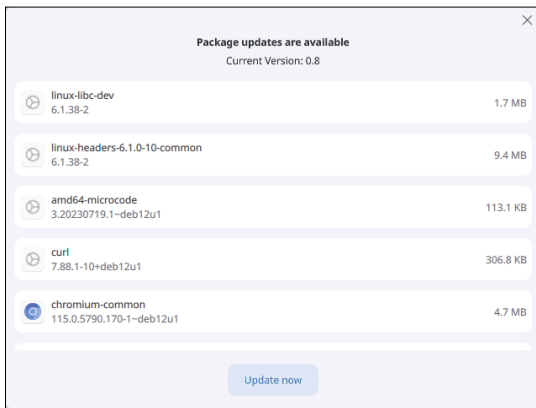 Package updates are available
Current Version: 0.8
linux-libc-dev
6.1.38-2
1.7 MB
linux-headers-6.1.0-10-common
6.1.38-2
9.4 MB
amd64-microcode
3.20230719.1~deb12u1
113.1 KB
curl
7.88.1-10+deb12u1
306.8 KB
chromium-common
115.0.5790.170-1~deb12u1
4.7 MB
Update now